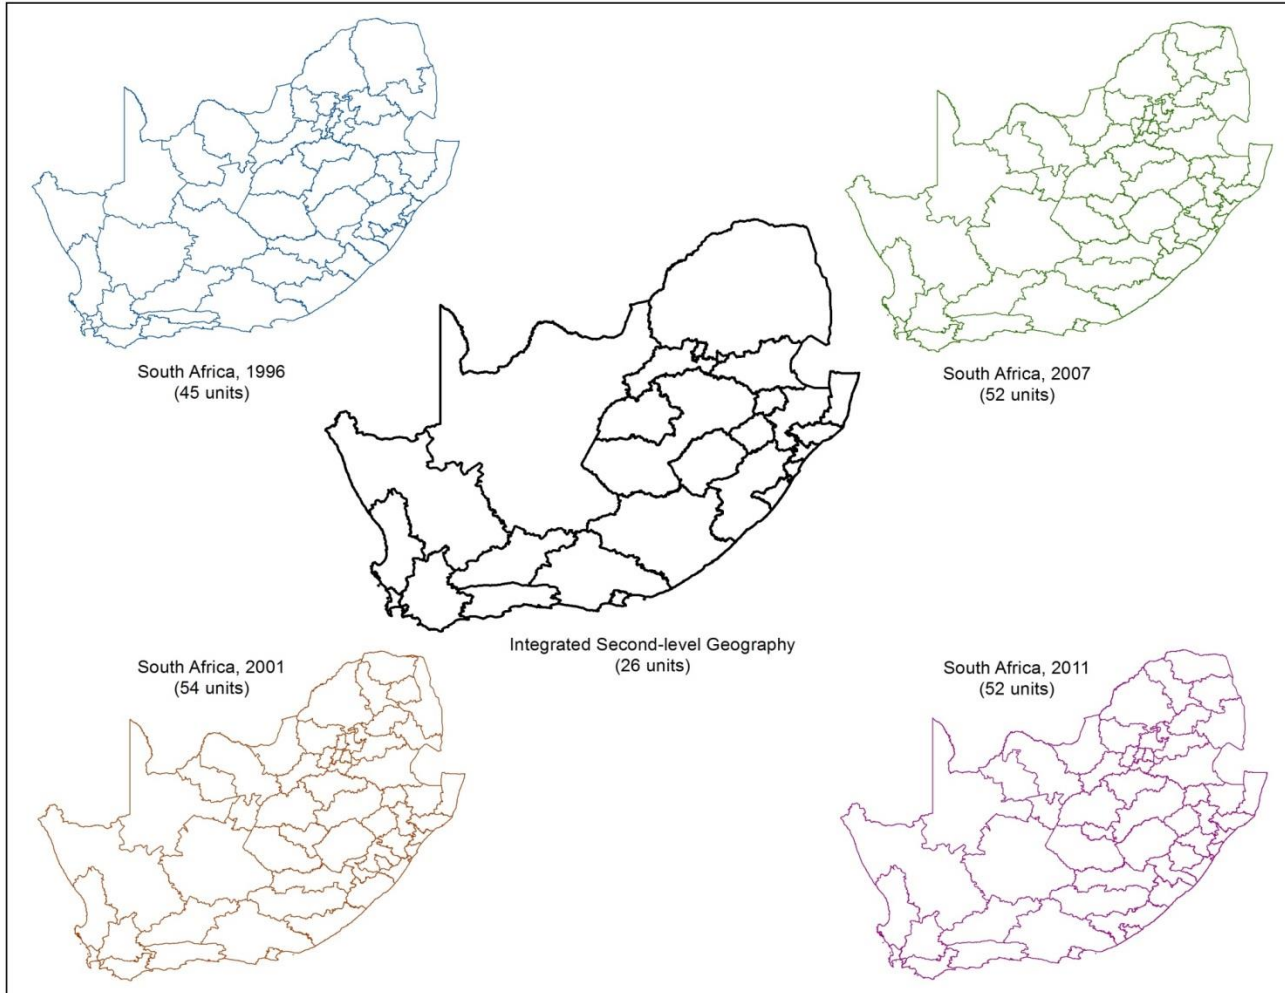 South Africa, 1996
(45 units)
South Africa, 2007
(52 units)
Integrated Second-level Geography
(26 units)
South Africa, 2001
(54 units)
South Africa, 2011
(52 units)